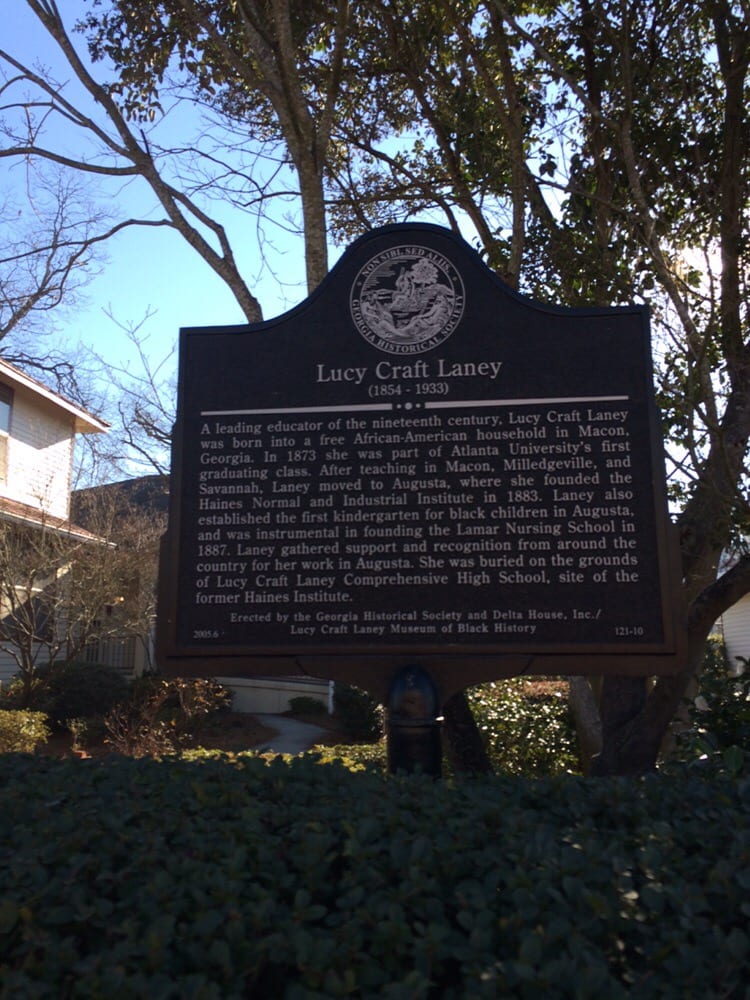 NON SIBI, SED ALIIS
GEORGIA HISTORICAL SOCIETY
Lucy Craft Laney
(1854 - 1933)
A leading educator of the nineteenth century, Lucy Craft Laney
was born into a free African-American household in Macon,
Georgia. In 1873 she was part of Atlanta University's first
graduating class. After teaching in Macon, Milledgeville, and
Savannah, Laney moved to Augusta, where she founded the
Haines Normal and Industrial Institute in 1883. Laney also
established the first kindergarten for black children in Augusta,
and was instrumental in founding the Lamar Nursing School in
1887. Laney gathered support and recognition from around the
country for her work in Augusta. She was buried on the grounds
of Lucy Craft Laney Comprehensive High School, site of the
former Haines Institute.
Erected by the Georgia Historical Society and Delta House, Inc./
2005.6 Lucy Craft Laney Museum of Black History 121-10